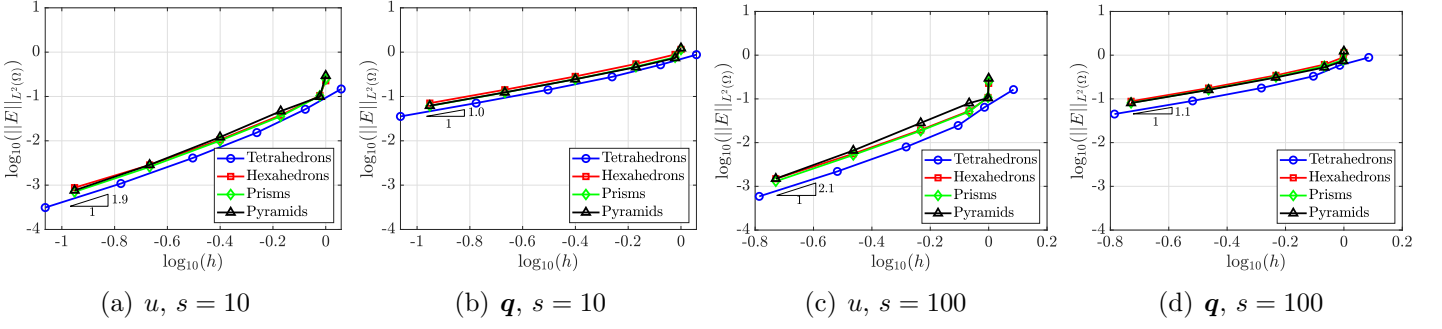 1
0
-1
-2
-3
-4
log10(||E||L2(Ω))
-1
-0.8
-0.6
-0.4
-0.2
0
log10(h)
1.9
1
Tetrahedrons
Hexahedrons
Prisms
Pyramids
(a) u, s = 10
1
0
-1
-2
-3
-4
log10(||E||L2(Ω))
-1
-0.8
-0.6
-0.4
-0.2
0
log10(h)
1.0
1
Tetrahedrons
Hexahedrons
Prisms
Pyramids
(b) q, s = 10
1
0
-1
-2
-3
-4
log10(||E||L2(Ω))
-0.8
-0.6
-0.4
-0.2
0
0.2
log10(h)
2.1
1
Tetrahedrons
Hexahedrons
Prisms
Pyramids
(c) u, s = 100
1
0
-1
-2
-3
-4
log10(||E||L2(Ω))
-0.8
-0.6
-0.4
-0.2
0
0.2
log10(h)
1.1
1
Tetrahedrons
Hexahedrons
Prisms
Pyramids
(d) q, s = 100